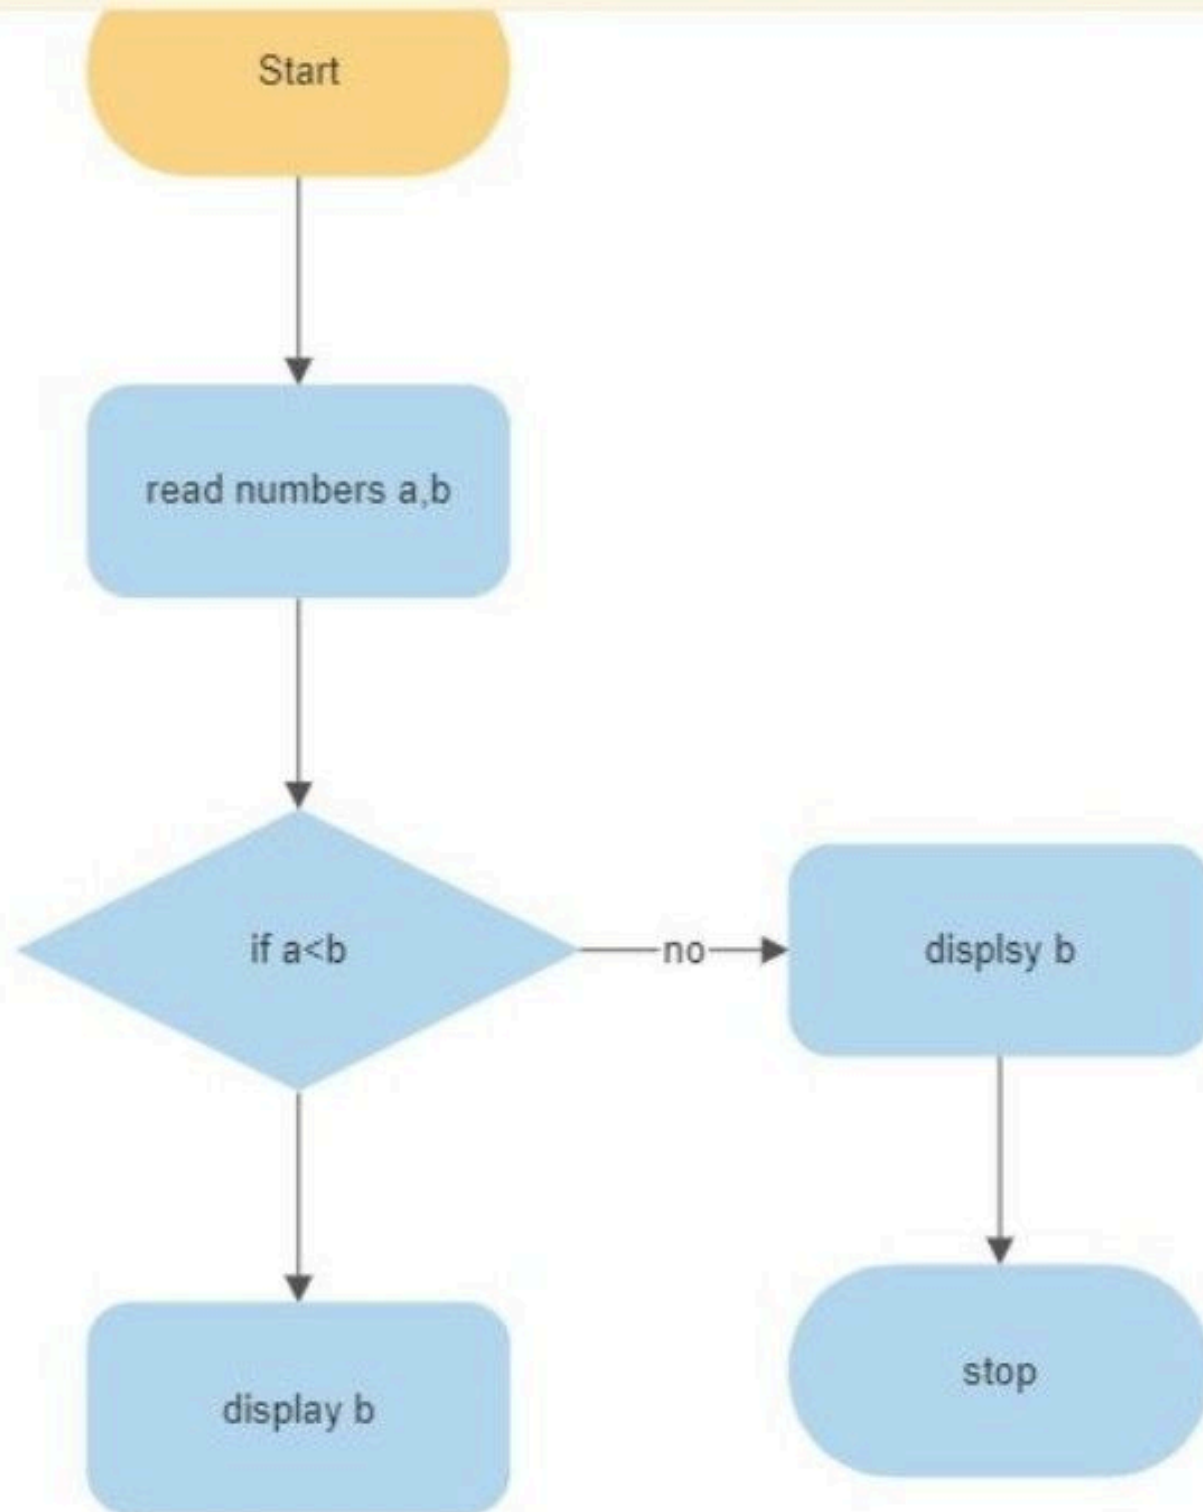 Start
read numbers a,b
if a<b
no
displsy b
display b
stop